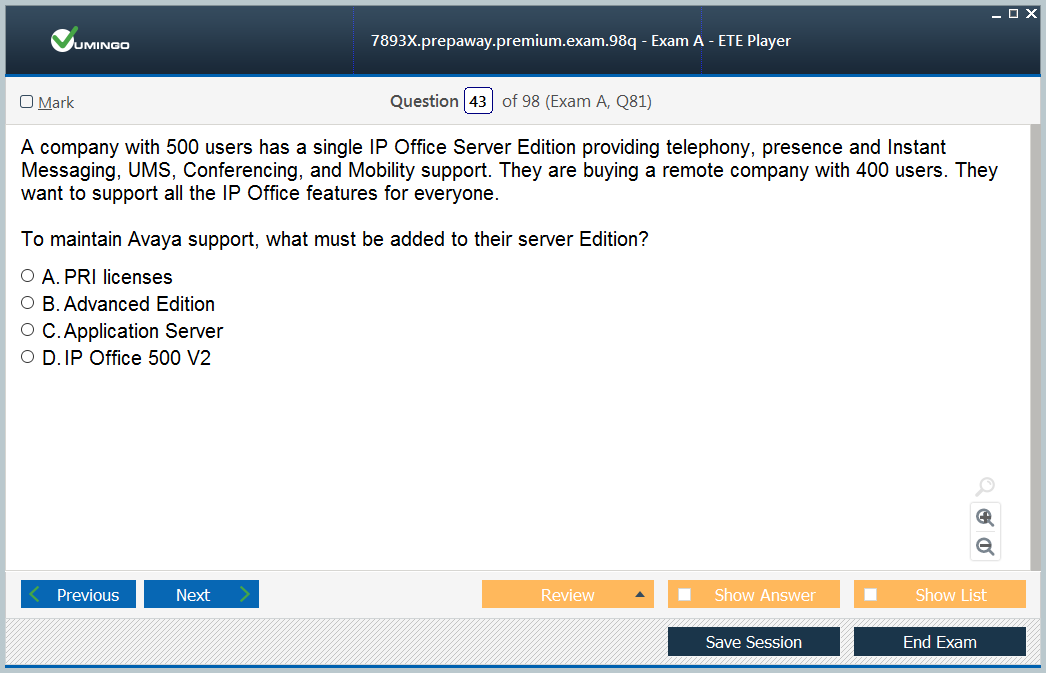 VUMINGO
7893X.prepaway.premium.exam.98q - Exam A - ETE Player
Mark
Question 43 of 98 (Exam A, Q81)
A company with 500 users has a single IP Office Server Edition providing telephony, presence and Instant
Messaging, UMS, Conferencing, and Mobility support. They are buying a remote company with 400 users. They
want to support all the IP Office features for everyone.
To maintain Avaya support, what must be added to their server Edition?
A. PRI licenses
B. Advanced Edition
C. Application Server
D. IP Office 500 V2
Previous
Next
Review
Show Answer
Show List
Save Session
End Exam